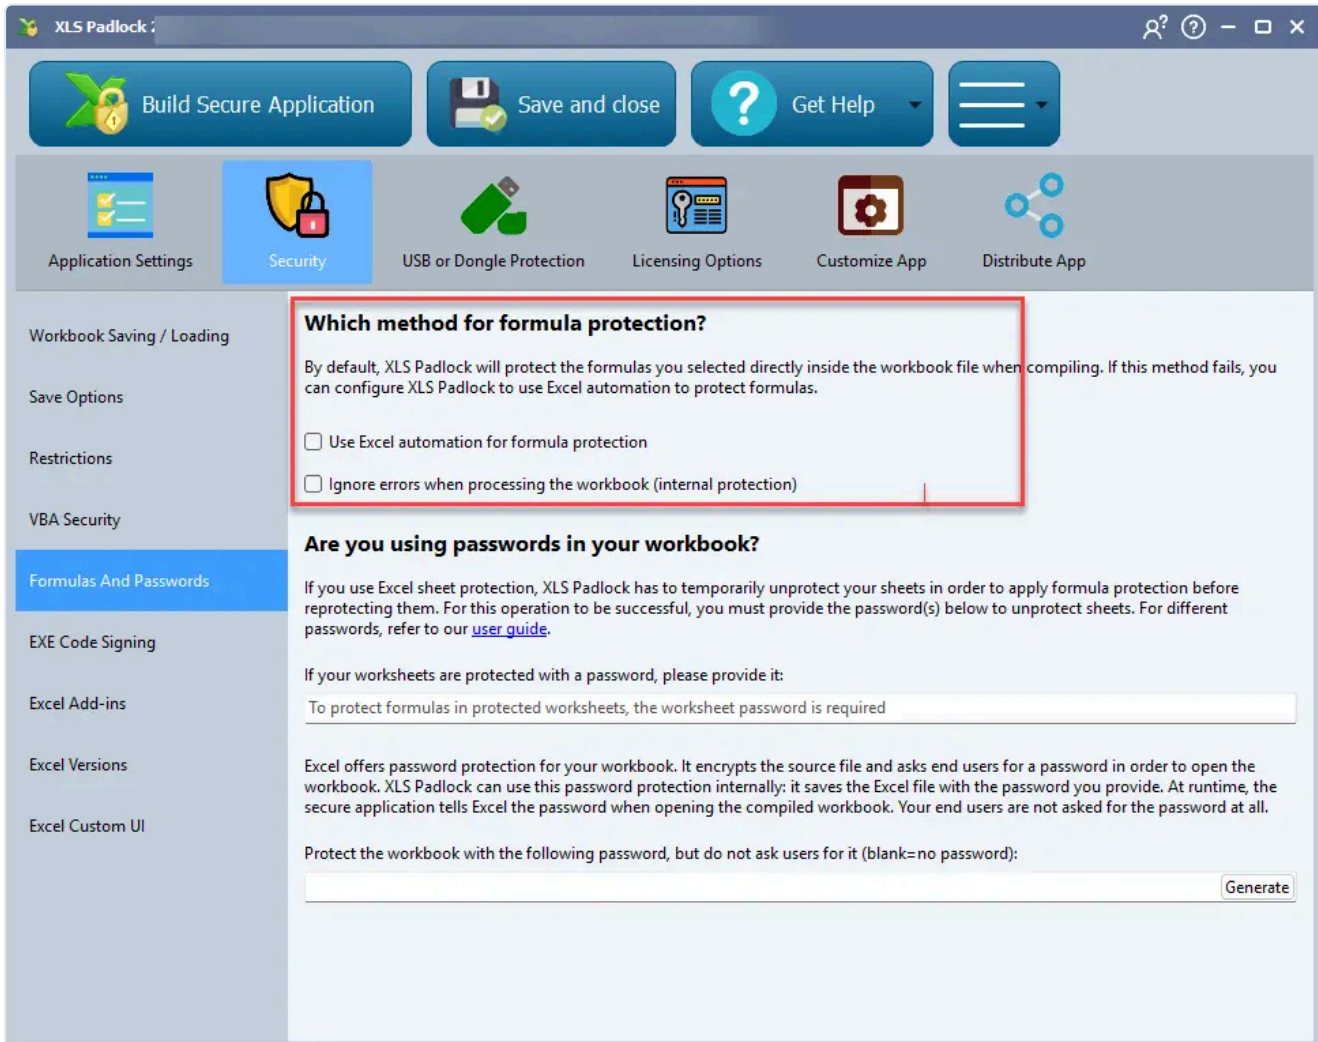 XLS Padlock 2
Build Secure Application
Save and close
Get Help
Application Settings
Security
USB or Dongle Protection
Licensing Options
Customize App
Distribute App
Workbook Saving / Loading
Save Options
Restrictions
VBA Security
Formulas And Passwords
EXE Code Signing
Excel Add-ins
Excel Versions
Excel Custom UI
Which method for formula protection?
By default, XLS Padlock will protect the formulas you selected directly inside the workbook file when compiling. If this method fails, you
can configure XLS Padlock to use Excel automation to protect formulas.
Use Excel automation for formula protection
Ignore errors when processing the workbook (internal protection)
Are you using passwords in your workbook?
If you use Excel sheet protection, XLS Padlock has to temporarily unprotect your sheets in order to apply formula protection before
reprotecting them. For this operation to be successful, you must provide the password(s) below to unprotect sheets. For different
passwords, refer to our user guide.
If your worksheets are protected with a password, please provide it:
To protect formulas in protected worksheets, the worksheet password is required
Excel offers password protection for your workbook. It encrypts the source file and asks end users for a password in order to open the
workbook. XLS Padlock can use this password protection internally: it saves the Excel file with the password you provide. At runtime, the
secure application tells Excel the password when opening the compiled workbook. Your end users are not asked for the password at all.
Protect the workbook with the following password, but do not ask users for it (blank=no password):
Generate